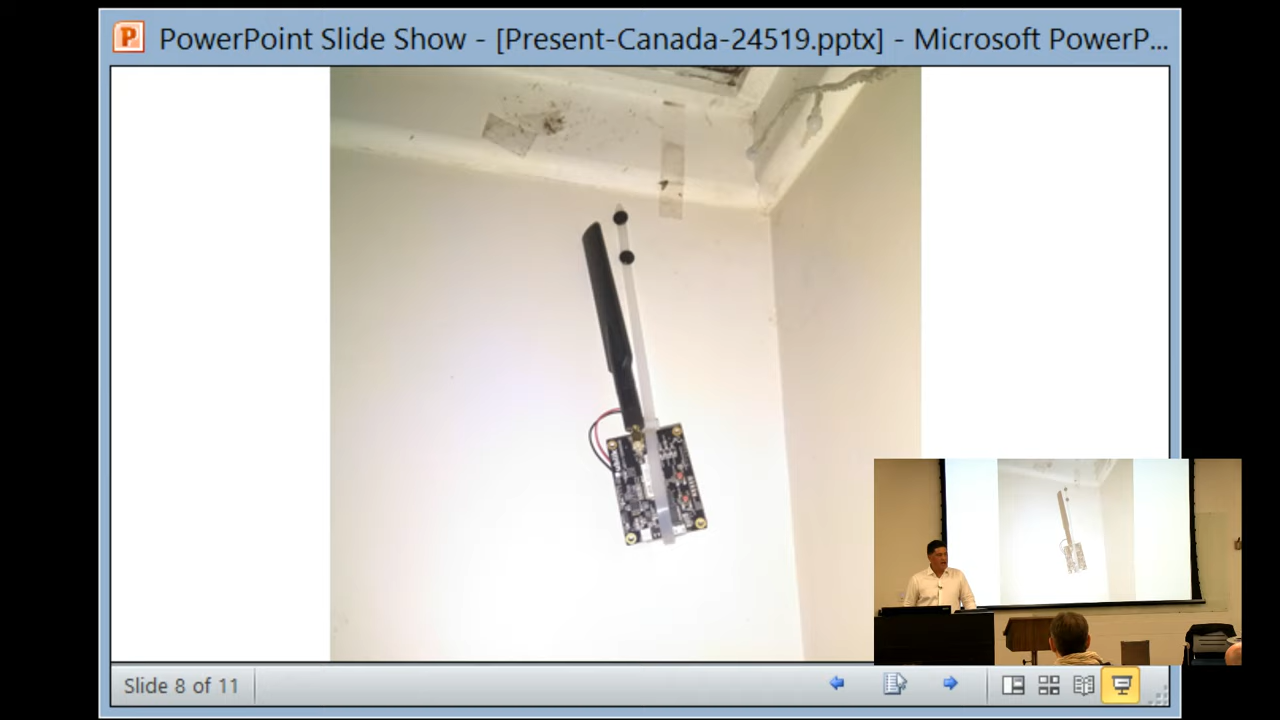 PowerPoint Slide Show - [Present-Canada-24519.pptx] - Microsoft PowerP...
Slide 8 of 11